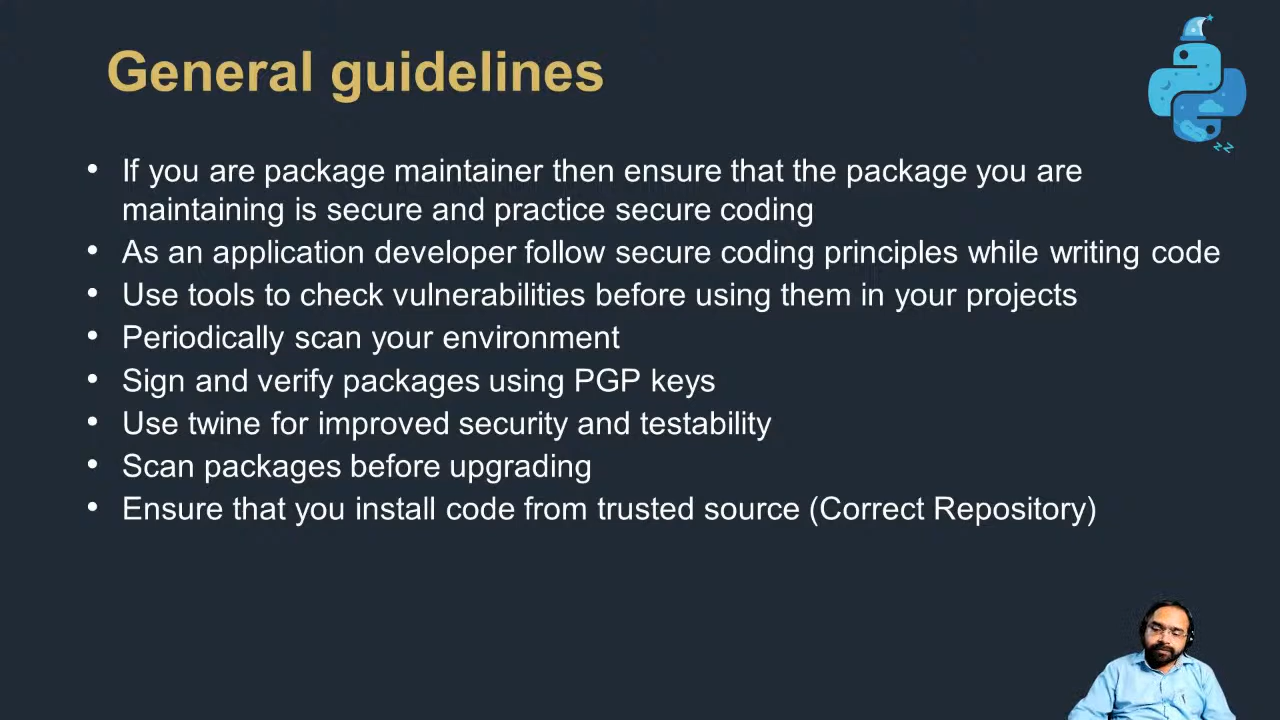 General guidelines
• If you are package maintainer then ensure that the package you are
maintaining is secure and practice secure coding
• As an application developer follow secure coding principles while writing code
• Use tools to check vulnerabilities before using them in your projects
• Periodically scan your environment
• Sign and verify packages using PGP keys
• Use twine for improved security and testability
• Scan packages before upgrading
• Ensure that you install code from trusted source (Correct Repository)
zz